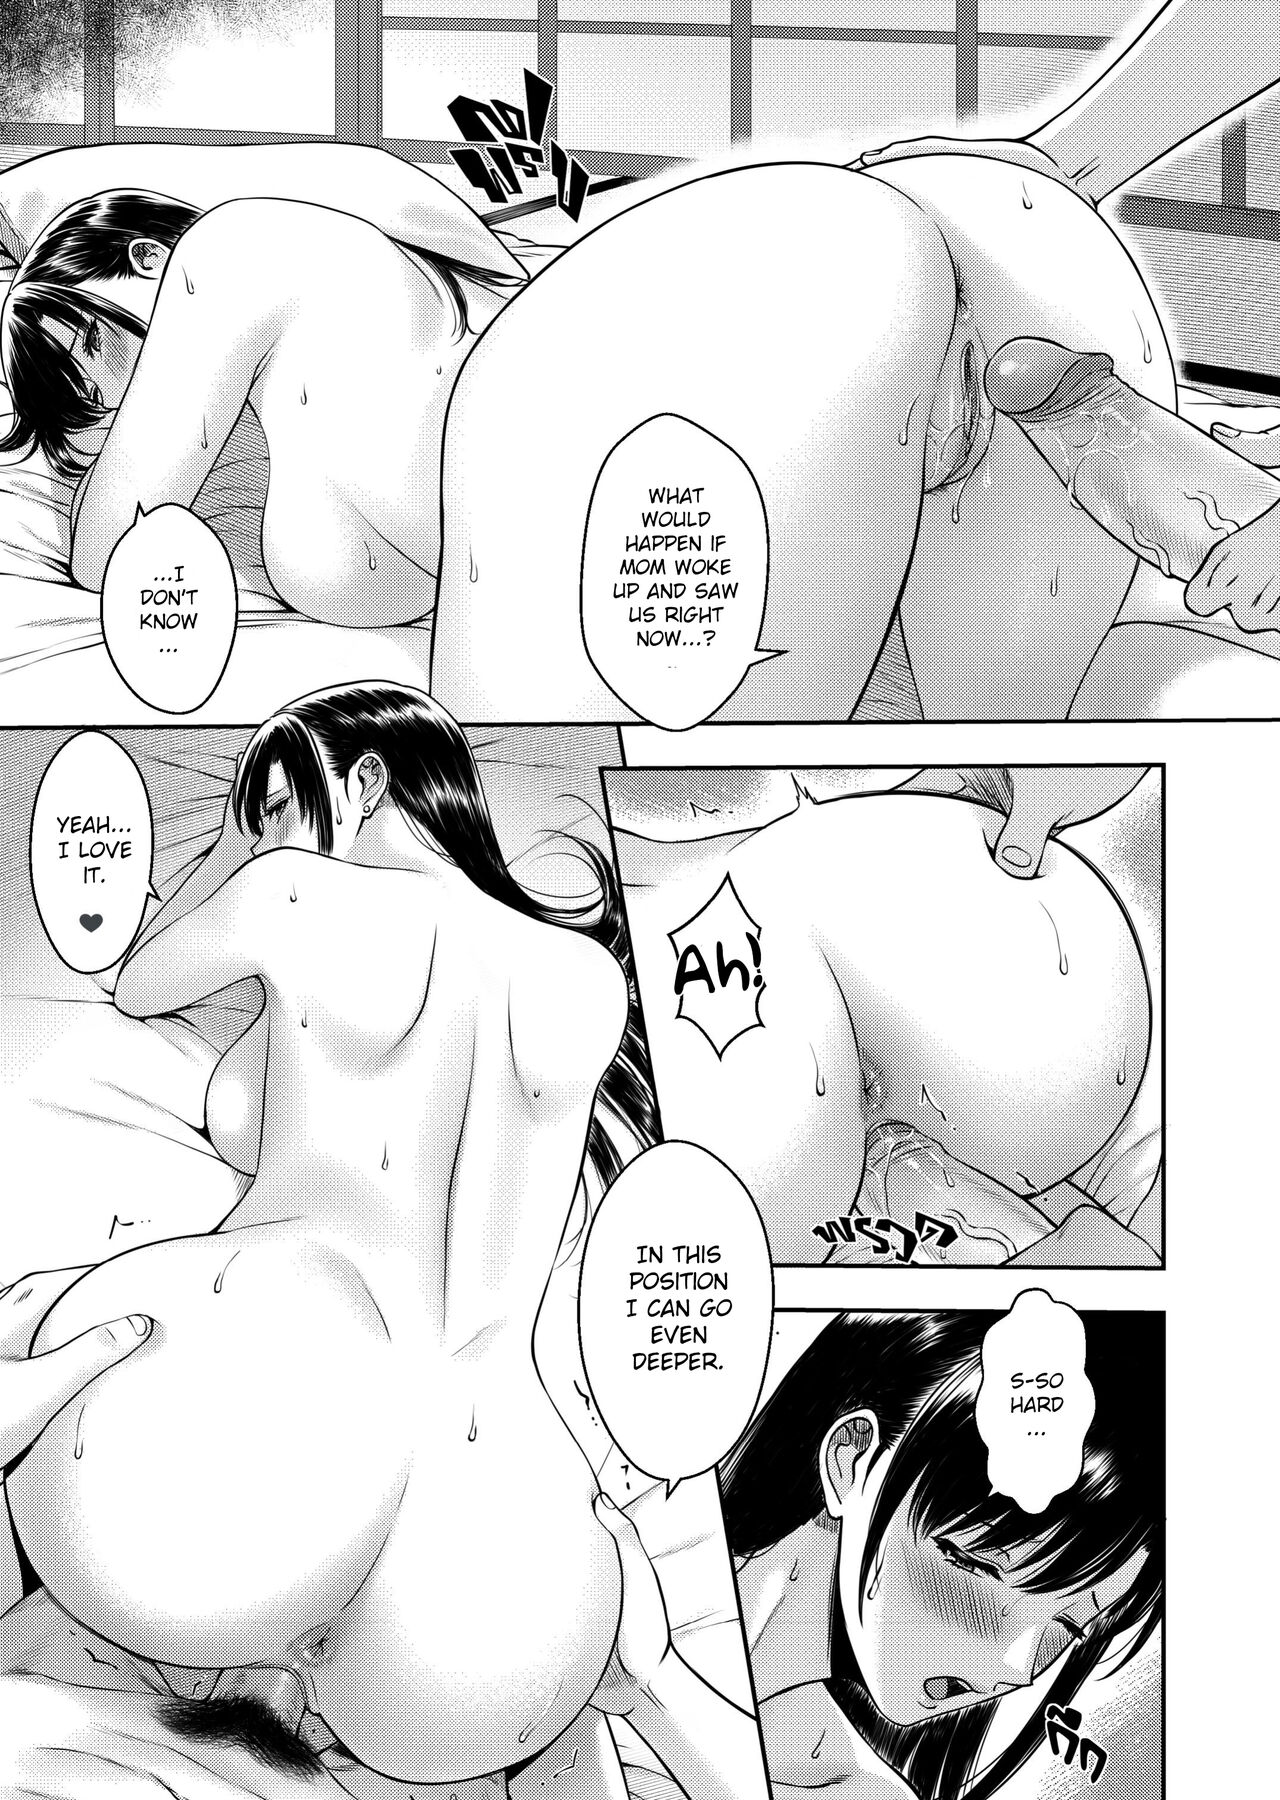 WHAT
WOULD
HAPPEN IF
MOM WOKE
UP AND SAW
US RIGHT
NOW...?
...I
DON'T
KNOW
...
Ah!
S-SO
HARD
...
IN THIS
POSITION
I CAN GO
EVEN
DEEPER.
YEAH...
I LOVE
IT.
♥